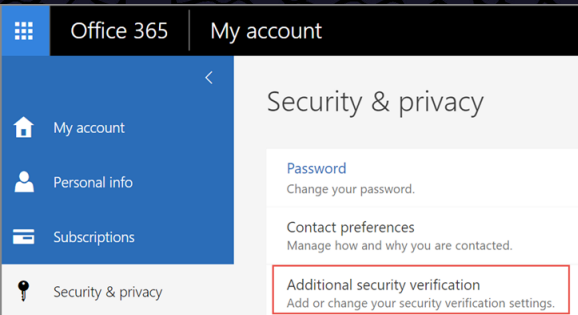 Office 365 My account
Security & privacy
My account
Personal info
Subscriptions
Security & privacy
Password
Change your password.
Contact preferences
Manage how and why you are contacted.
Additional security verification
Add or change your security verification settings.